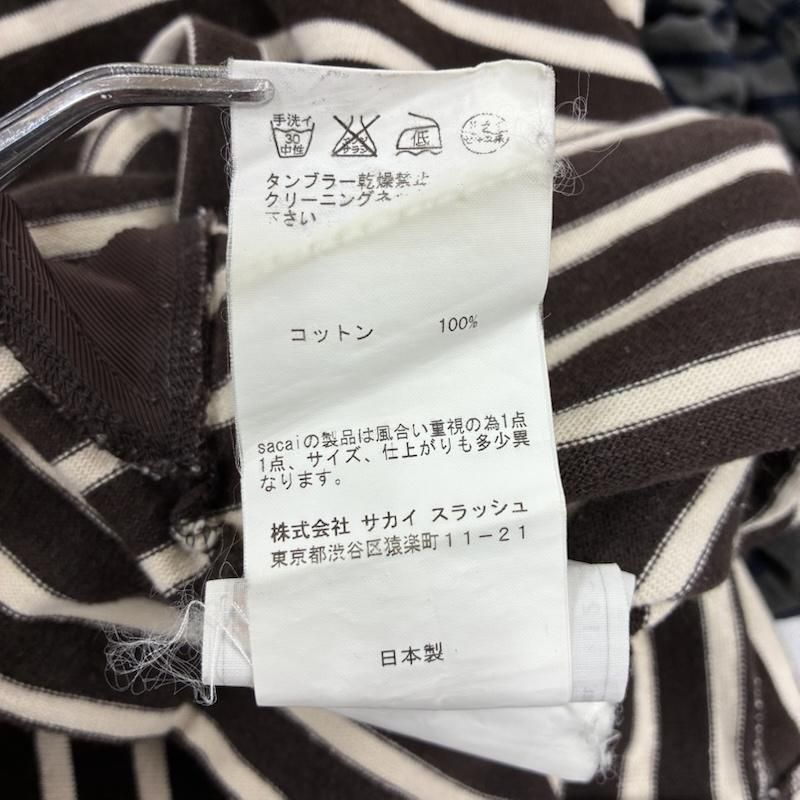 手洗イ
30
中性
低
タンブラー乾燥禁止
クリーニングネ
下さい
コットン 100%
sacaiの製品は風合い重視の為1点
1点、サイズ、仕上がりも多少異
なります。
株式会社 サカイ スラッシュ
東京都渋谷区猿楽町11-21
日本製